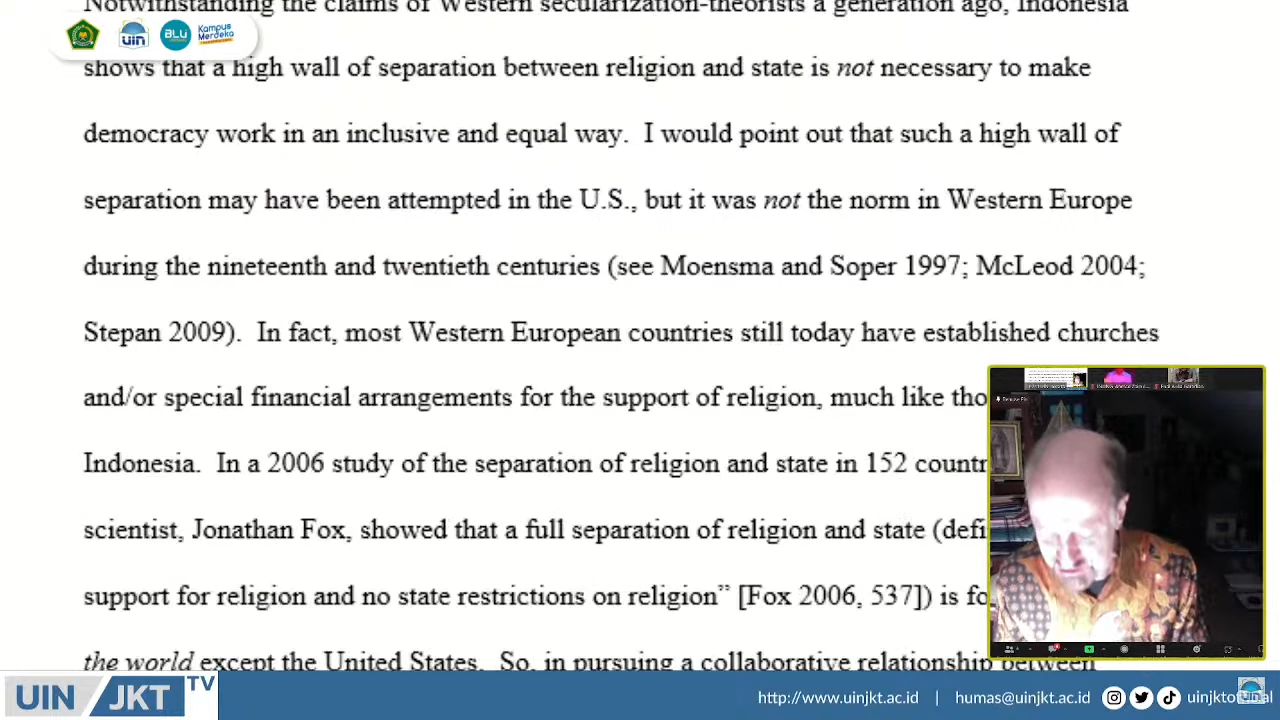 Notwithstanding the claims of Western secularization-theorists a generation ago, Indonesia
uin
BLU
Kampus
Merdeka
shows that a high wall of separation between religion and state is not necessary to make
democracy work in an inclusive and equal way. I would point out that such a high wall of
separation may have been attempted in the U.S., but it was not the norm in Western Europe
during the nineteenth and twentieth centuries (see Moensma and Soper 1997; McLeod 2004;
Stepan 2009). In fact, most Western European countries still today have established churches
and/or special financial arrangements for the support of religion, much like tho
Indonesia. In a 2006 study of the separation of religion and state in 152 countr
scientist, Jonathan Fox, showed that a full separation of religion and state (defi
support for religion and no state restrictions on religion” [Fox 2006, 537]) is fo
the world except the United States. So, in pursuing a collaborative relationship between
UIN JKT TV
http://www.uinjkt.ac.id | humas@uinjkt.ac.id